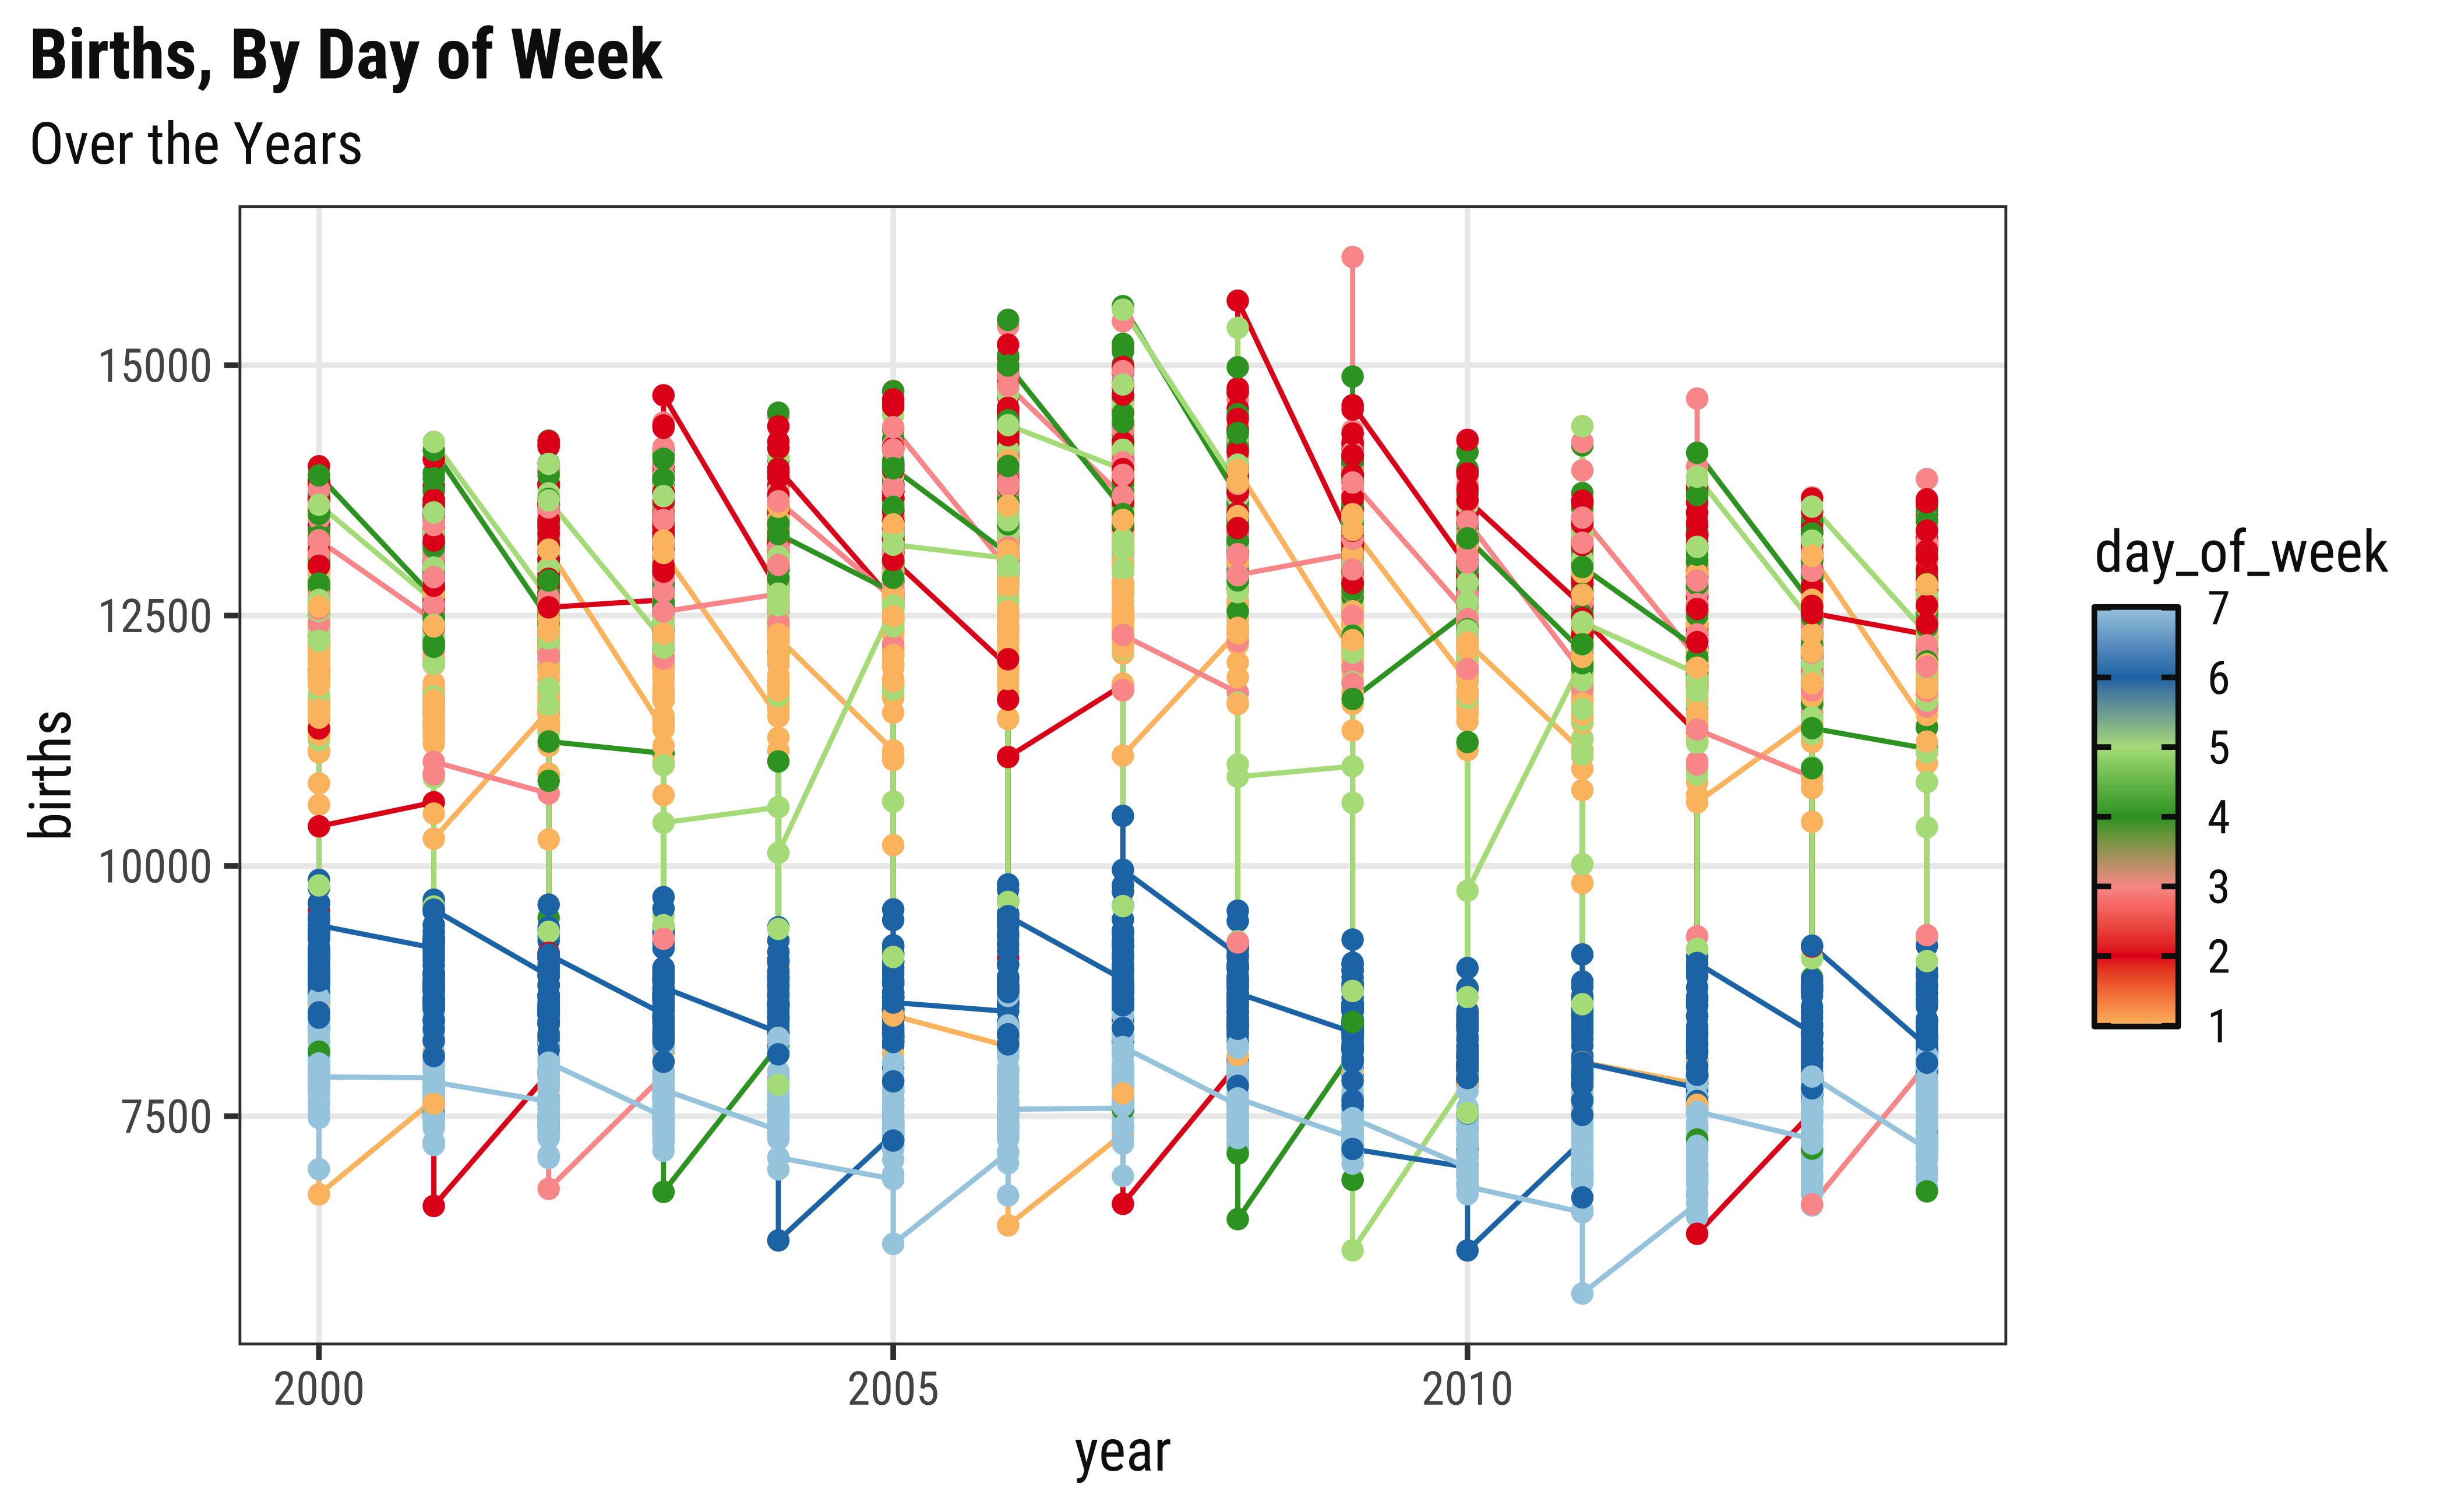 Births, By Day of Week
Over the Years
births
15000
12500
10000
7500
2000
2005
2010
year
day_of_week
7
6
5
4
3
2
1